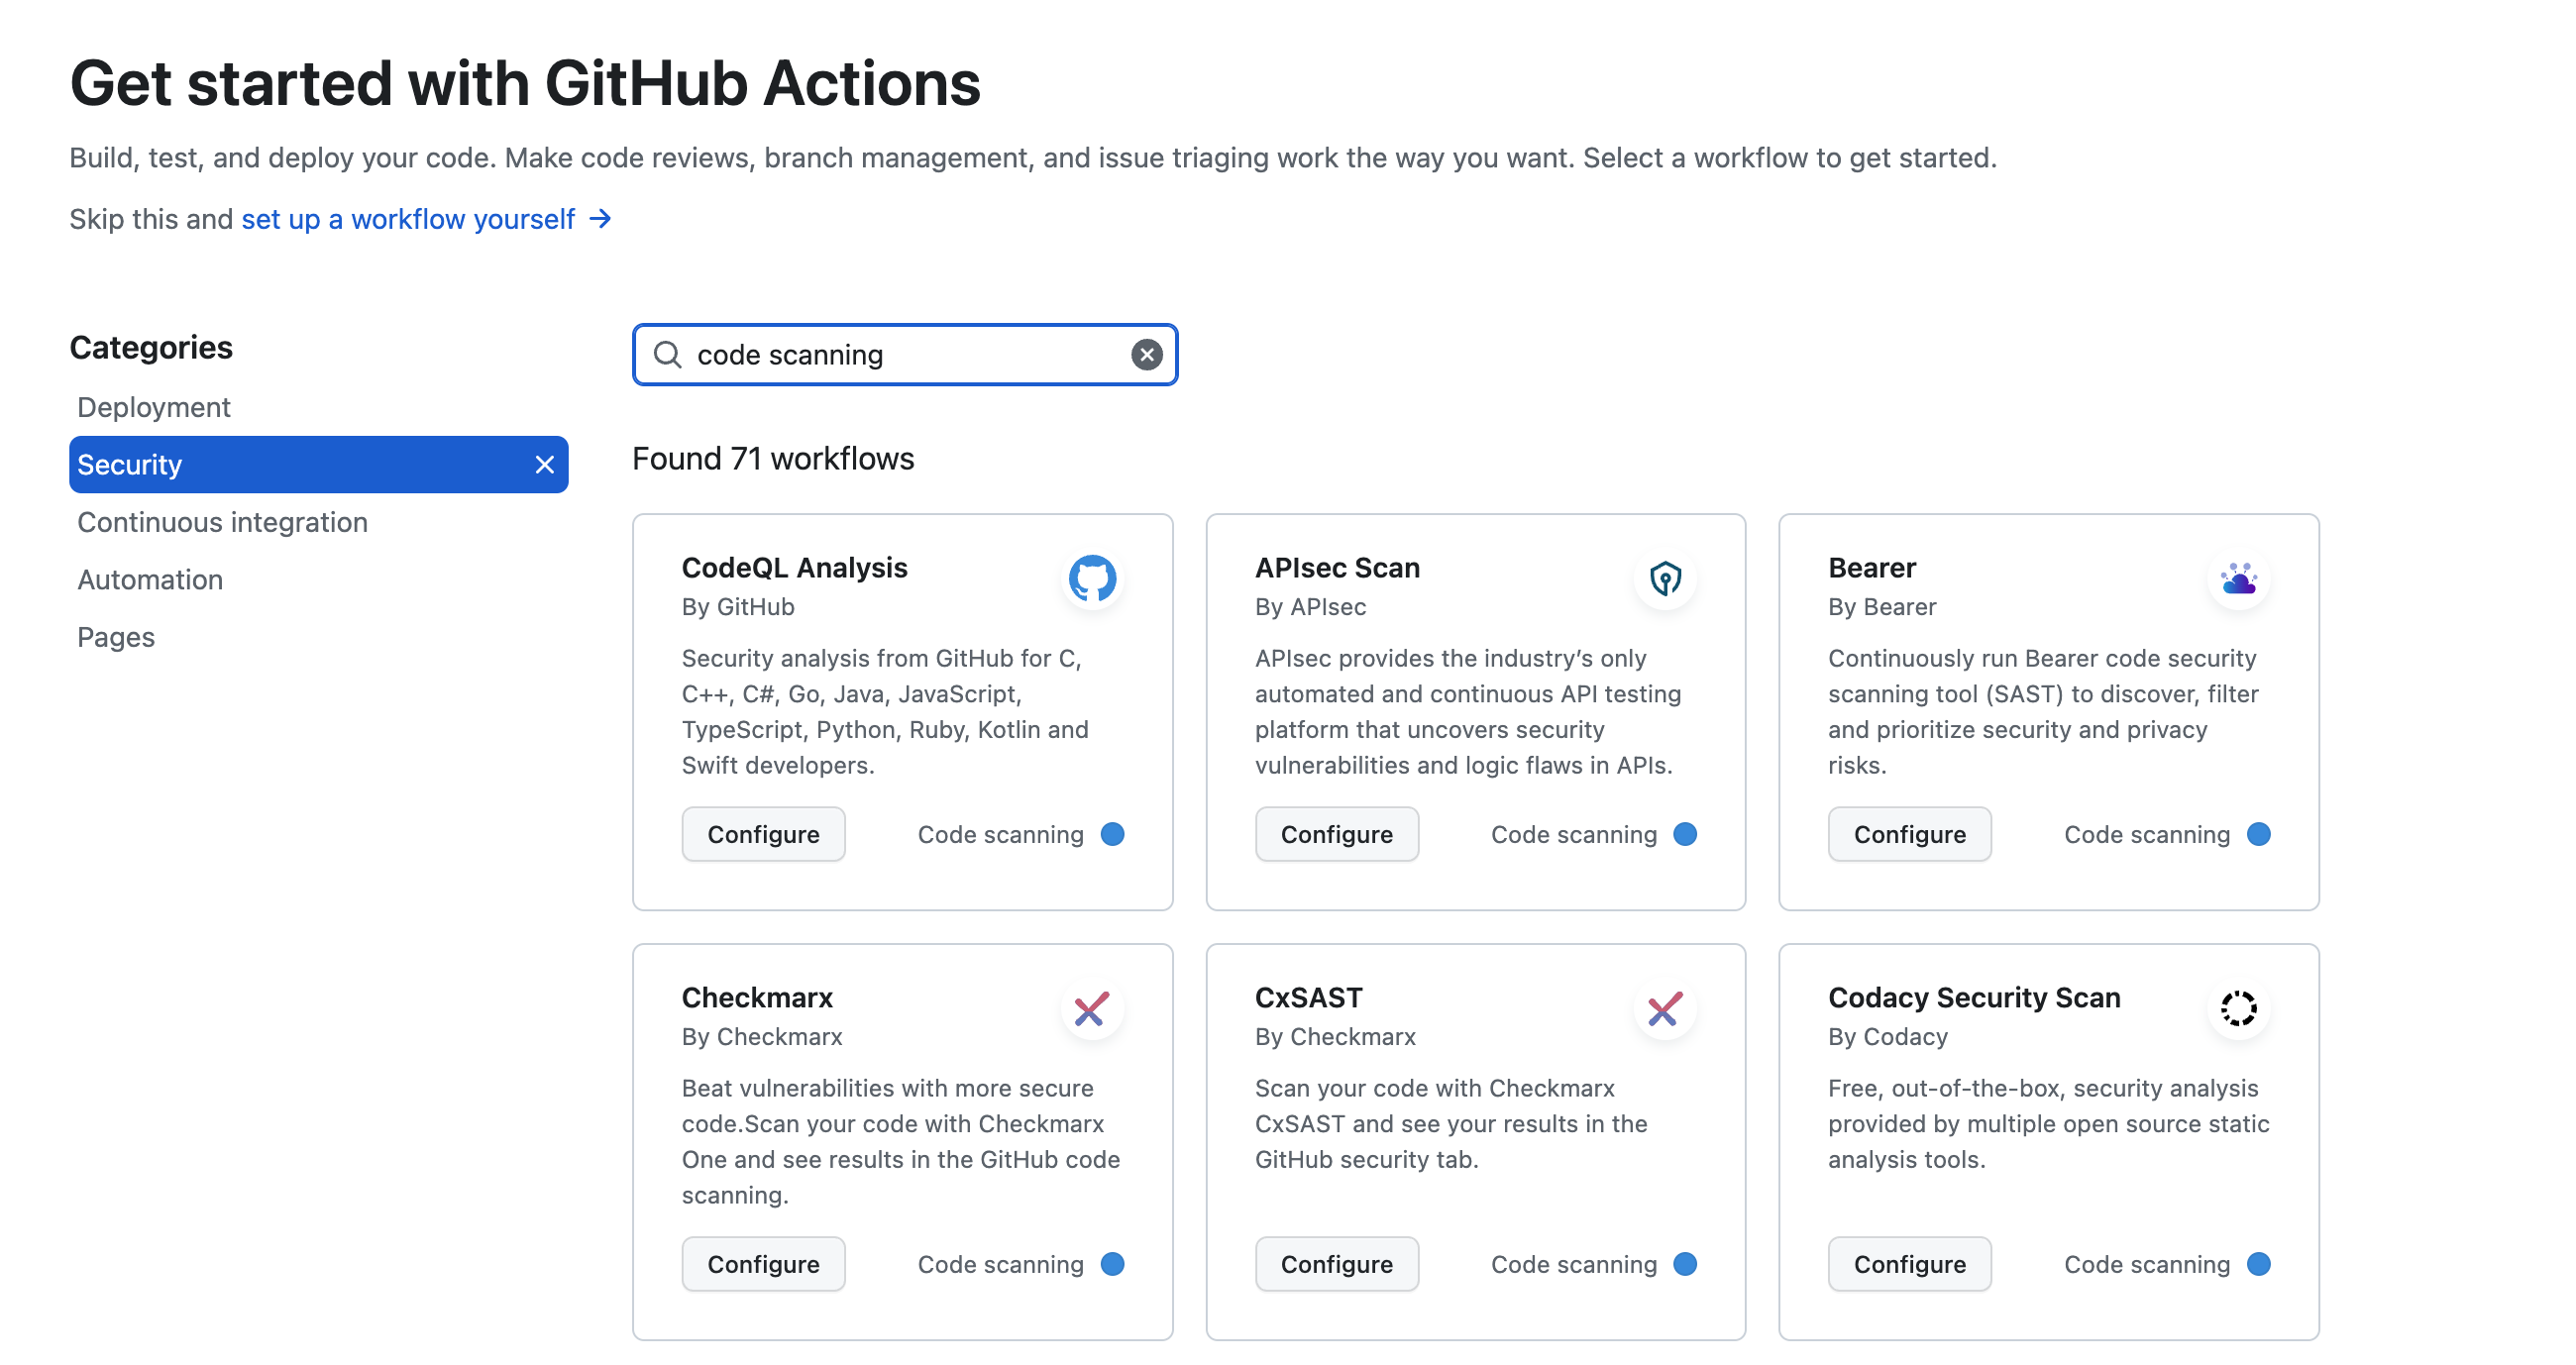 Get started with GitHub Actions
Build, test, and deploy your code. Make code reviews, branch management, and issue triaging work the way you want. Select a workflow to get started.
Skip this and set up a workflow yourself →
Categories
Deployment
Security
Continuous integration
Automation
Pages
code scanning
Found 71 workflows
CodeQL Analysis
By GitHub
Security analysis from GitHub for C,
C++, C#, Go, Java, JavaScript,
TypeScript, Python, Ruby, Kotlin and
Swift developers.
Configure
Code scanning
APIsec Scan
By APIsec
APIsec provides the industry’s only
automated and continuous API testing
platform that uncovers security
vulnerabilities and logic flaws in APIs.
Configure
Code scanning
Bearer
By Bearer
Continuously run Bearer code security
scanning tool (SAST) to discover, filter
and prioritize security and privacy
risks.
Configure
Code scanning
Checkmarx
By Checkmarx
Beat vulnerabilities with more secure
code.Scan your code with Checkmarx
One and see results in the GitHub code
scanning.
Configure
Code scanning
CxSAST
By Checkmarx
Scan your code with Checkmarx
CxSAST and see your results in the
GitHub security tab.
Configure
Code scanning
Codacy Security Scan
By Codacy
Free, out-of-the-box, security analysis
provided by multiple open source static
analysis tools.
Configure
Code scanning